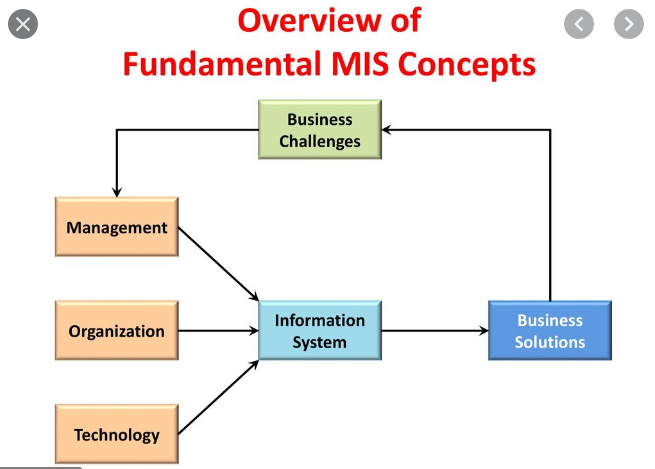 Overview of
Fundamental MIS Concepts
Business
Challenges
Management
Organization
Information
System
Business
Solutions
Technology